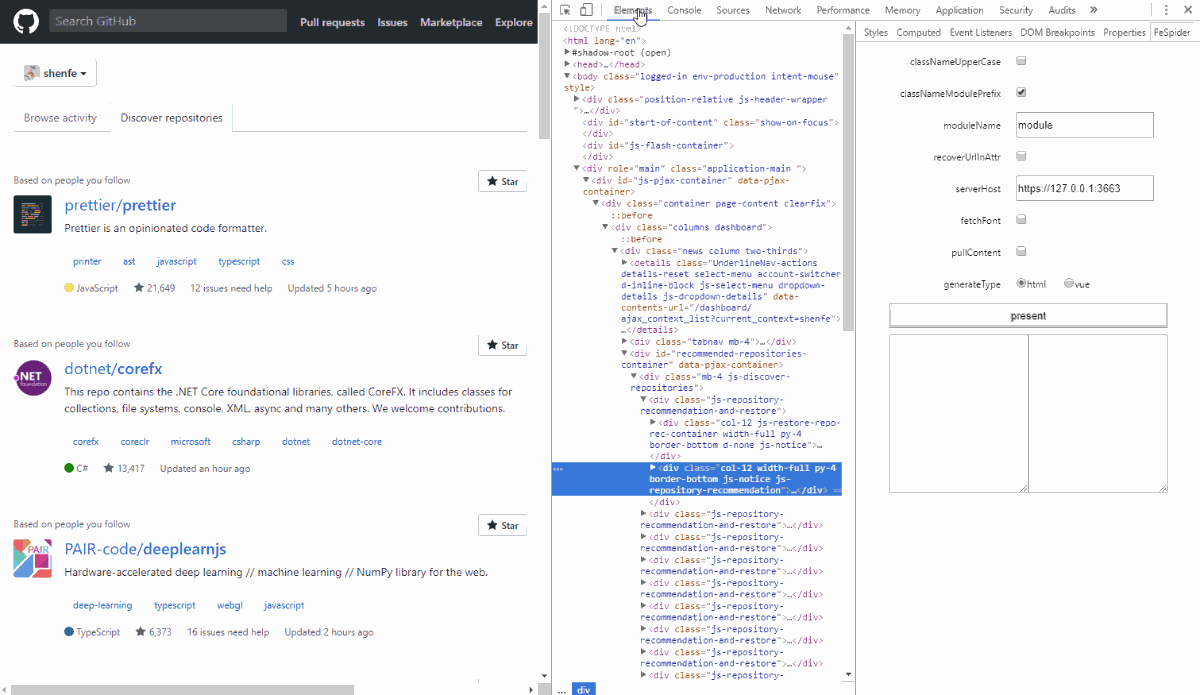 Search GitHub
Pull requests Issues Marketplace Explore
shenfe
Browse activity Discover repositories
Based on people you follow
Star
prettier/prettier
Prettier is an opinionated code formatter.
printer ast javascript typescript css
JavaScript 21,649 12 issues need help Updated 5 hours ago
Based on people you follow
Star
.NET
foundation
dotnet/corefx
This repo contains the .NET Core foundational libraries, called CoreFX. It includes classes for
collections, file systems, console, XML, async and many others. We welcome contributions.
corefx coreclr microsoft csharp dotnet dotnet-core
C# 13,417 Updated an hour ago
Based on people you follow
Star
PAIR
PAIR-code/deeplearnjs
Hardware-accelerated deep learning // machine learning // NumPy library for the web.
deep-learning typescript webgl javascript
TypeScript 6,373 16 issues need help Updated 2 hours ago
Elements Console Sources Network Performance Memory Application Security Audits »
<!DOCTYPE html>
<html lang="en">
#shadow-root (open)
<head>…</head>
<body class="logged-in env-production intent-mouse"
style>
<div class="position-relative js-header-wrapper
">…</div>
<div id="start-of-content" class="show-on-focus">
</div>
<div id="js-flash-container">
</div>
<div role="main" class="application-main ">
<div id="js-pjax-container" data-pjax-
container>
<div class="container page-content clearfix">
::before
<div class="columns dashboard">
::before
<div class="news column two-thirds">
<details class="UnderlineNav-actions
details-reset select-menu account-switcher
d-inline-block js-select-menu dropdown-
details js-dropdown-details" data-
contents-url="/dashboard/
ajax_context_list?current_context=shenfe">
…</details>
<div class="tabnav mb-4">…</div>
<div id="recommended-repositories-
container" data-pjax-container>
<div class="mb-4 js-discover-
repositories">
<div class="js-repository-
recommendation-and-restore">
<div class="col-12 js-restore-repo-
rec-container width-full py-4
border-bottom d-none js-notice">…
</div>
<div class="col-12 width-full py-4
border-bottom js-notice js-
repository-recommendation">…</div> ==
</div>
<div class="js-repository-
recommendation-and-restore">…</div>
<div class="js-repository-
recommendation-and-restore">…</div>
<div class="js-repository-
recommendation-and-restore">…</div>
<div class="js-repository-
recommendation-and-restore">…</div>
<div class="js-repository-
recommendation-and-restore">…</div>
<div class="js-repository-
recommendation-and-restore">…</div>
<div class="js-repository-
recommendation-and-restore">…</div>
<div class="js-repository-
... div
Styles Computed Event Listeners DOM Breakpoints Properties FeSpider
classNameUpperCase
classNameModulePrefix
moduleName module
recoverUrlInAttr
serverHost https://127.0.0.1:3663
fetchFont
pullContent
generateType html vue
present